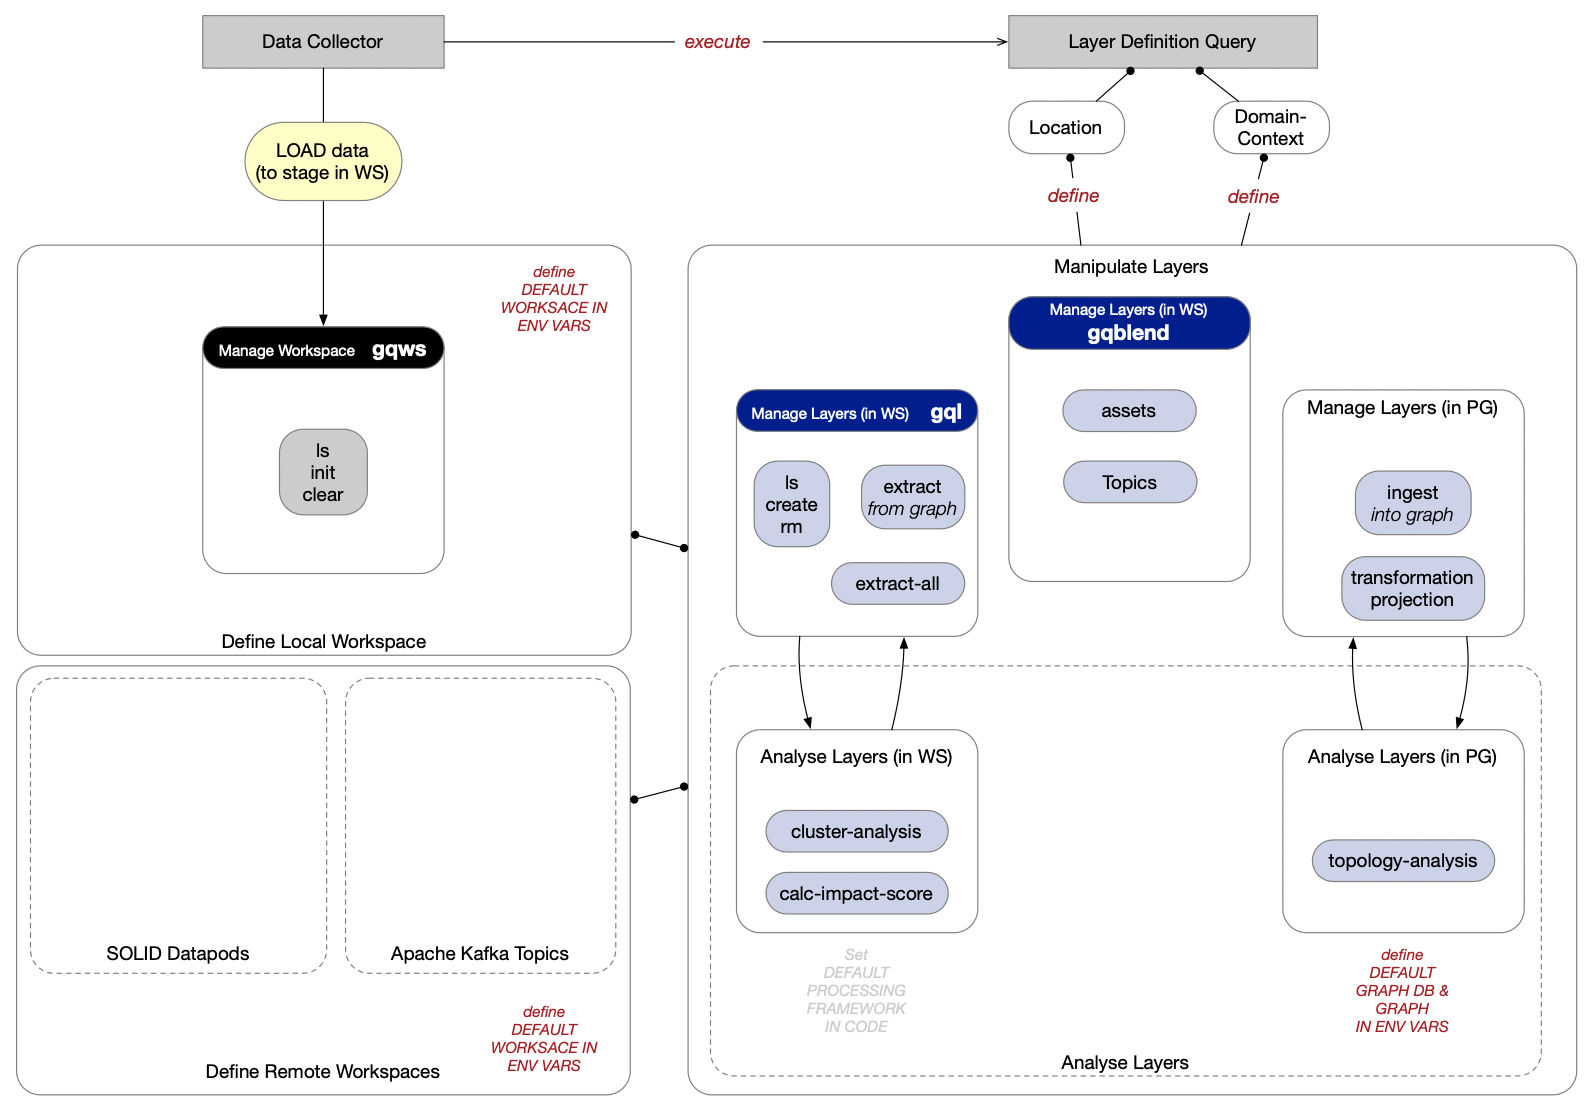 Data Collector
execute
Layer Definition Query
Location
Domain-
Context
LOAD data
(to stage in WS)
define
define
define
DEFAULT
WORKSACE IN
ENV VARS
Manage Workspace gqws
ls
init
clear
Define Local Workspace
Manipulate Layers
Manage Layers (in WS)
gqblend
assets
Topics
Manage Layers (in WS) gql
ls
create
rm
extract
from graph
extract-all
Manage Layers (in PG)
ingest
into graph
transformation
projection
SOLID Datapods
Apache Kafka Topics
define
DEFAULT
WORKSACE IN
ENV VARS
Define Remote Workspaces
Analyse Layers (in WS)
cluster-analysis
calc-impact-score
Set
DEFAULT
PROCESSING
FRAMEWORK
IN CODE
Analyse Layers (in PG)
topology-analysis
define
DEFAULT
GRAPH DB &
GRAPH
IN ENV VARS
Analyse Layers